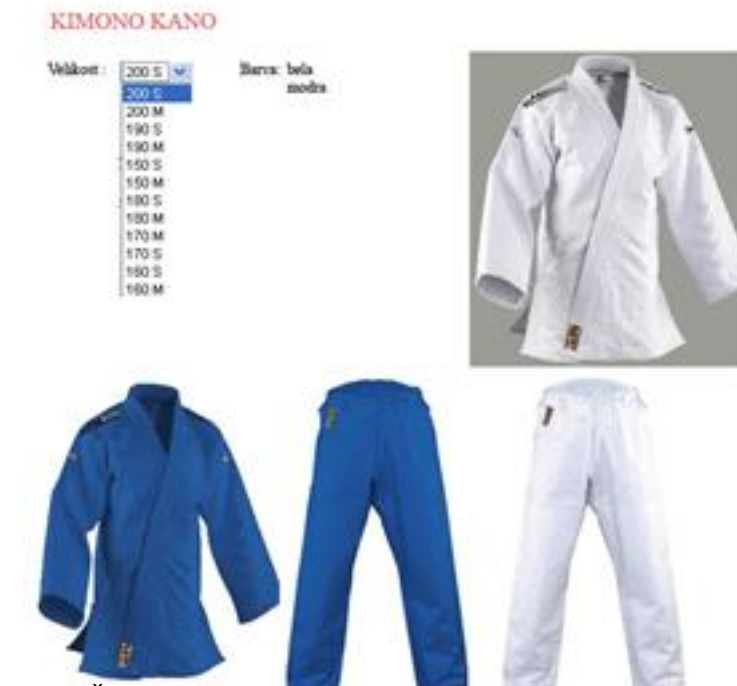 KIMONO KANO
Velikost : 200 S Barva: bela
200 S modra
200 M
190 S
190 M
150 S
150 M
180 S
180 M
170 M
170 S
160 S
160 M